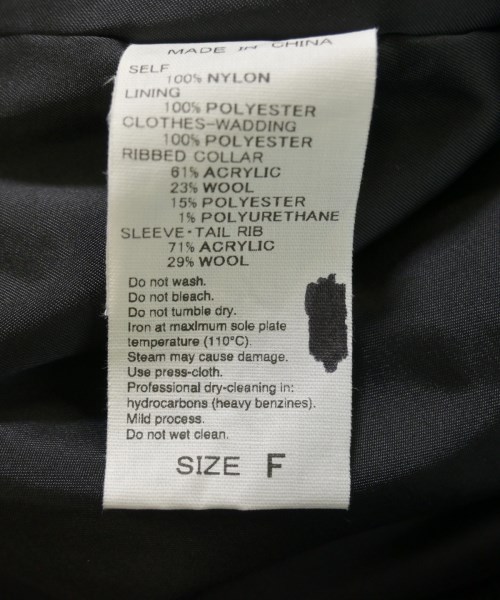 MADE IN CHINA
SELF
100% NYLON
LINING
100% POLYESTER
CLOTHES-WADDING
100% POLYESTER
RIBBED COLLAR
61% ACRYLIC
23% WOOL
15% POLYESTER
1% POLYURETHANE
SLEEVE・TAIL RIB
71% ACRYLIC
29% WOOL
Do not wash.
Do not bleach.
Do not tumble dry.
Iron at maximum sole plate
temperature (110°C).
Steam may cause damage.
Use press-cloth.
Professional dry-cleaning in:
hydrocarbons (heavy benzines).
Mild process.
Do not wet clean.
SIZE F